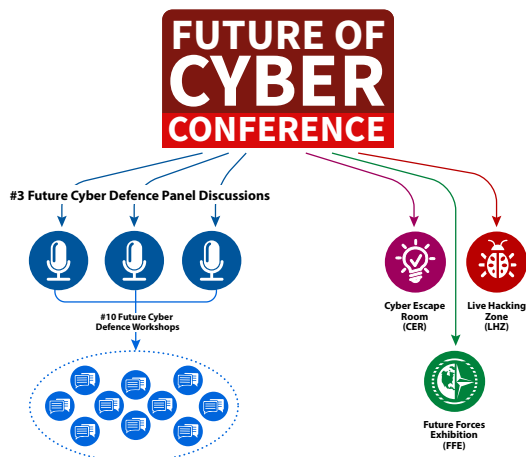 FUTURE OF
CYBER
CONFERENCE
#3 Future Cyber Defence Panel Discussions
#10 Future Cyber
Defence Workshops
Cyber Escape
Room
(CER)
Live Hacking
Zone
(LHZ)
Future Forces
Exhibition
(FFE)